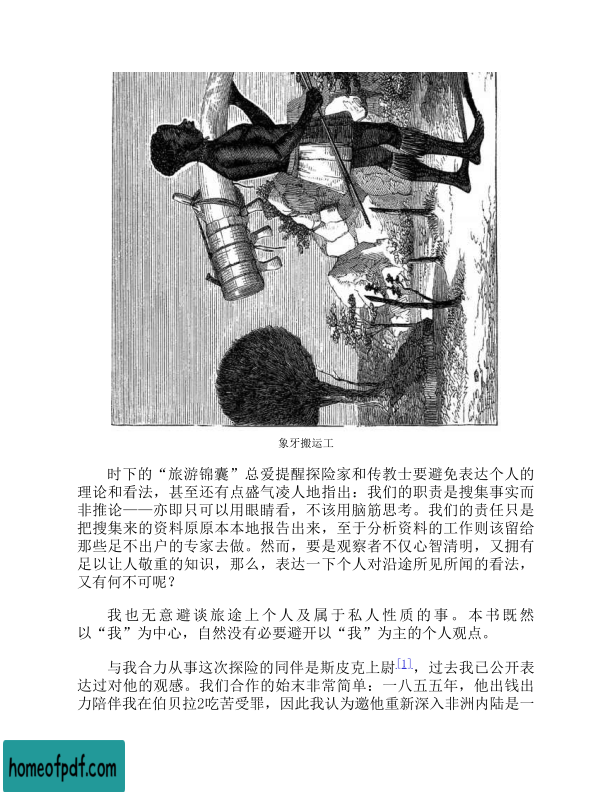 象牙搬运工
时下的“旅游锦囊”总爱提醒探险家和传教士要避免表达个人的
理论和看法，甚至还有点盛气凌人地指出：我们的职责是搜集事实而
非推论——亦即只可以用眼睛看，不该用脑筋思考。我们的责任只是
把搜集来的资料原原本本地报告出来，至于分析资料的工作则该留给
那些足不出户的专家去做。然而，要是观察者不仅心智清明，又拥有
足以让人敬重的知识，那么，表达一下个人对沿途所见所闻的看法，
又有何不可呢？
我也无意避谈旅途上个人及属于私人性质的事。本书既然
以“我”为中心，自然没有必要避开以“我”为主的个人观点。
与我合力从事这次探险的同伴是斯皮克上尉[1]，过去我已公开表
达过对他的观感。我们合作的始末非常简单：一八五五年，他出钱出
力陪伴我在伯贝拉2吃苦受罪，因此我认为邀他重新深入非洲内陆是一
homeofpdf.com